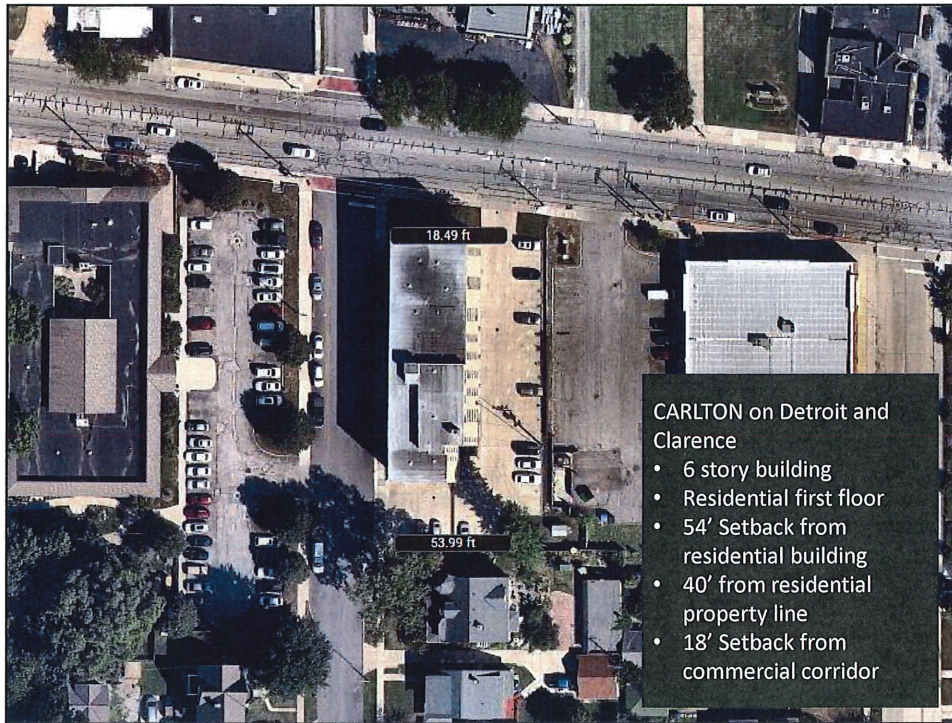 18.49 ft
CARLTON on Detroit and
Clarence
• 6 story building
• Residential first floor
• 54' Setback from
residential building
• 40' from residential
property line
• 18' Setback from
commercial corridor
53.99 ft